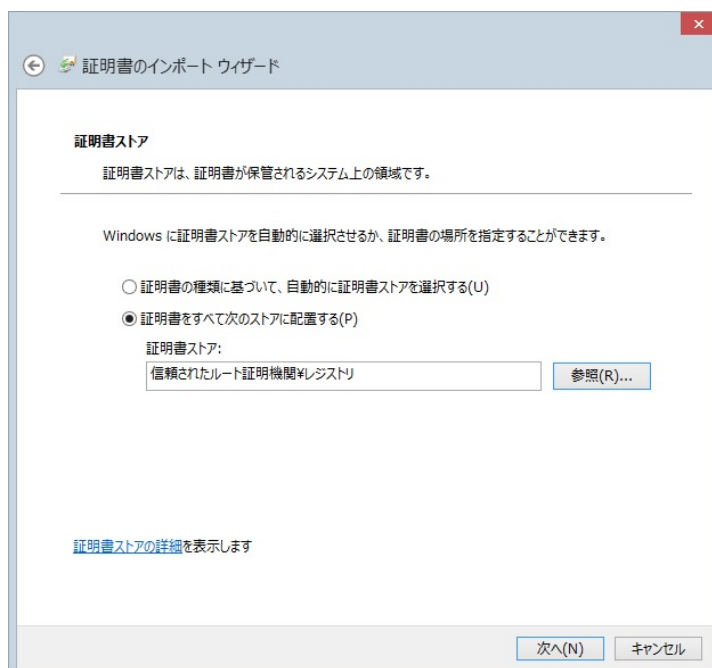 証明書のインポート ウィザード
証明書ストア
証明書ストアは、証明書が保管されるシステム上の領域です。
Windows に証明書ストアを自動的に選択させるか、証明書の場所を指定することができます。
証明書の種類に基づいて、自動的に証明書ストアを選択する(U)
証明書をすべて次のストアに配置する(P)
証明書ストア:
信頼されたルート証明機関¥レジストリ
参照(R)...
証明書ストアの詳細を表示します
次へ(N)
キャンセル